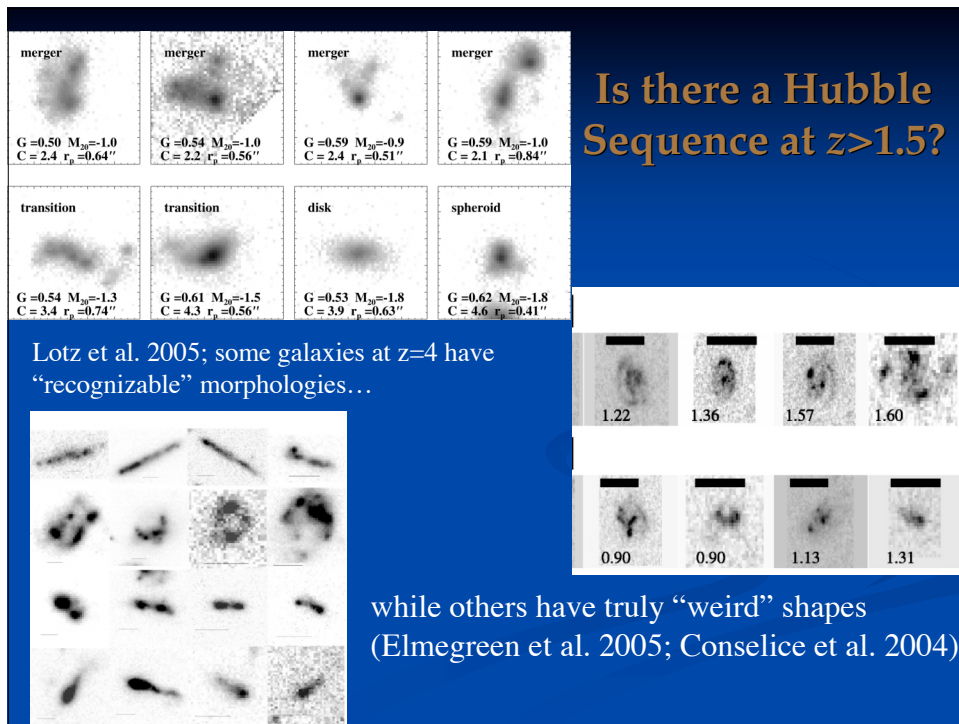 Is there a Hubble
Sequence at z>1.5?
merger
G =0.50 M₂₀=-1.0
C = 2.4 rₚ=0.64″
merger
G =0.54 M₂₀=-1.0
C = 2.2 rₚ=0.56″
merger
G =0.59 M₂₀=-0.9
C = 2.4 rₚ=0.51″
merger
G =0.59 M₂₀=-1.0
C = 2.1 rₚ=0.84″
transition
G =0.54 M₂₀=-1.3
C = 3.4 rₚ=0.74″
transition
G =0.61 M₂₀=-1.5
C = 4.3 rₚ=0.56″
disk
G =0.53 M₂₀=-1.8
C = 3.9 rₚ=0.63″
spheroid
G =0.62 M₂₀=-1.8
C = 4.6 rₚ=0.41″
Lotz et al. 2005; some galaxies at z=4 have
“recognizable” morphologies…
1.22
1.36
1.57
1.60
0.90
0.90
1.13
1.31
while others have truly “weird” shapes
(Elmegreen et al. 2005; Conselice et al. 2004)